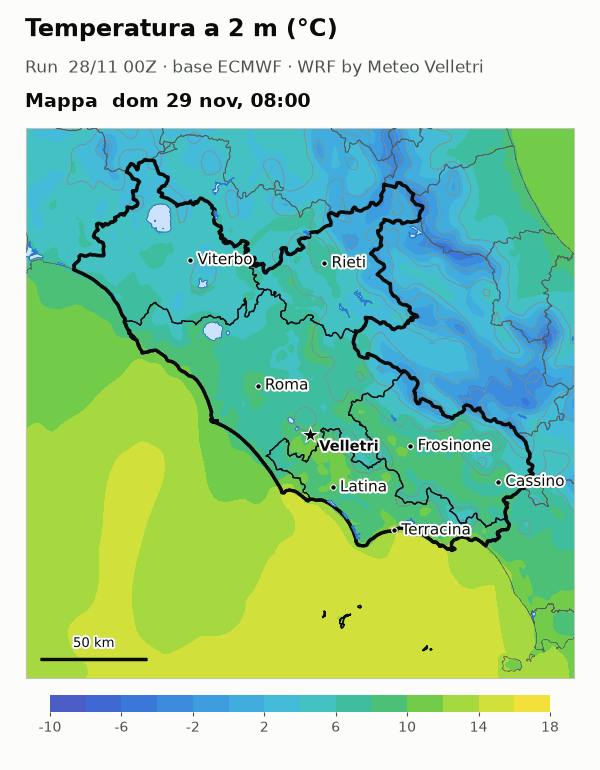 Temperatura a 2 m (°C)
Run  28/11 00Z · base ECMWF · WRF by Meteo Velletri
Mappa  dom 29 nov, 08:00
Viterbo
Rieti
Roma
Velletri
Frosinone
Latina
Cassino
Terracina
50 km
-10 -6 -2 2 6 10 14 18